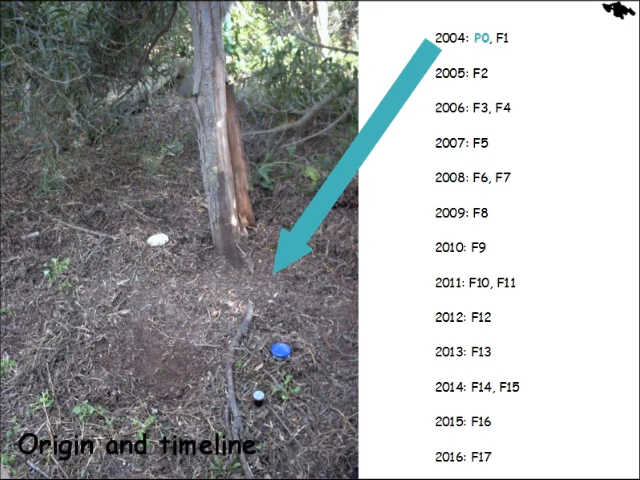 2004: P0, F1
2005: F2
2006: F3, F4
2007: F5
2008: F6, F7
2009: F8
2010: F9
2011: F10, F11
2012: F12
2013: F13
2014: F14, F15
2015: F16
2016: F17
Origin and timeline